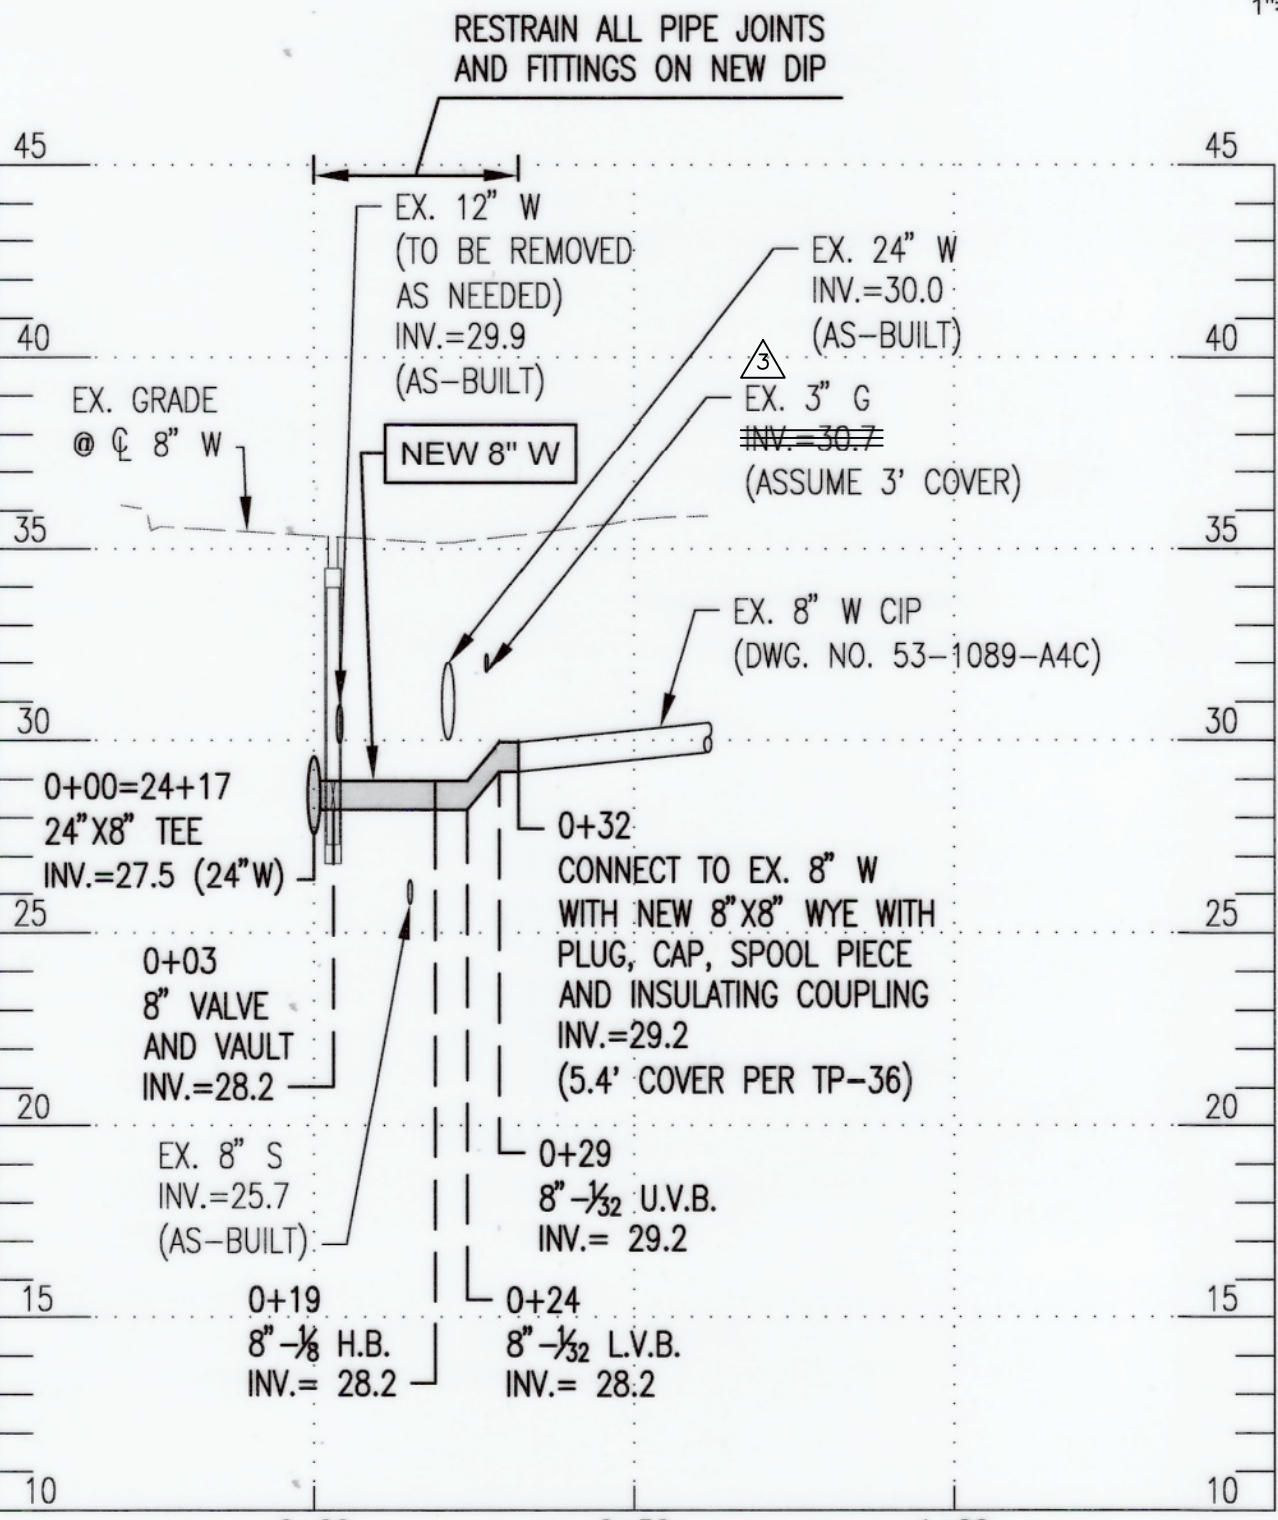 1"=
RESTRAIN ALL PIPE JOINTS
AND FITTINGS ON NEW DIP
45
45
EX. 12" W
(TO BE REMOVED
AS NEEDED)
INV.=29.9
(AS-BUILT)
EX. 24" W
INV.=30.0
(AS-BUILT)
40
40
3
EX. 3" G
INV.=30.7
(ASSUME 3' COVER)
EX. GRADE
@ ℄ 8" W
NEW 8" W
35
35
EX. 8" W CIP
(DWG. NO. 53-1089-A4C)
30
30
0+00=24+17
24"X8" TEE
INV.=27.5 (24"W)
0+32
CONNECT TO EX. 8" W
WITH NEW 8"X8" WYE WITH
PLUG, CAP, SPOOL PIECE
AND INSULATING COUPLING
INV.=29.2
(5.4' COVER PER TP-36)
25
25
0+03
8" VALVE
AND VAULT
INV.=28.2
20
20
EX. 8" S
INV.=25.7
(AS-BUILT)
0+29
8"-1/32 U.V.B.
INV.= 29.2
15
15
0+19
8"-1/8 H.B.
INV.= 28.2
0+24
8"-1/32 L.V.B.
INV.= 28.2
10
10